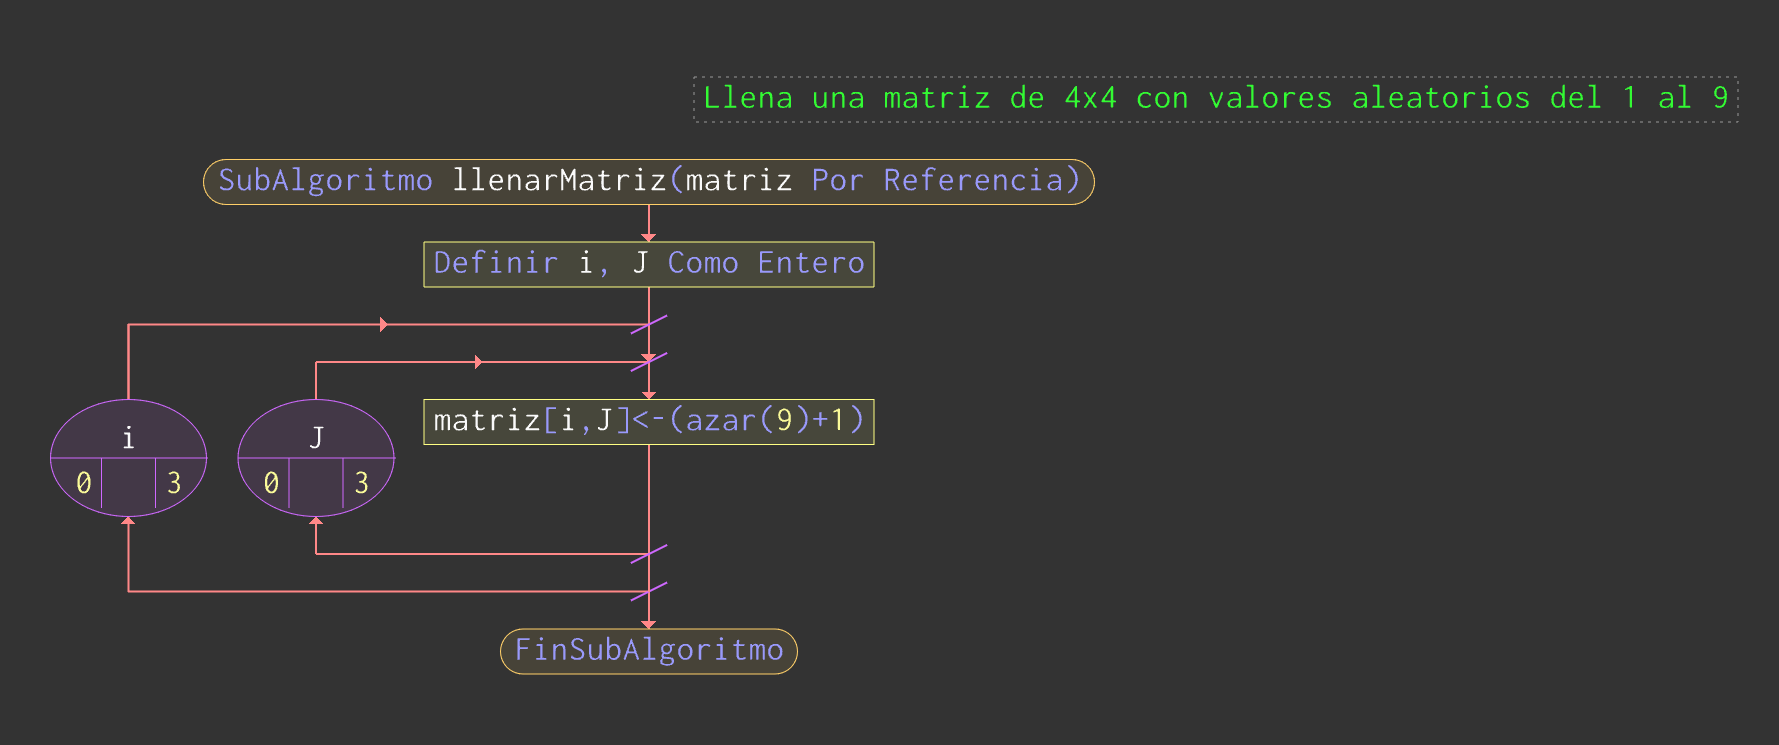 Llena una matriz de 4x4 con valores aleatorios del 1 al 9
SubAlgoritmo llenarMatriz(matriz Por Referencia)
Definir i, J Como Entero
matriz[i,J]<-(azar(9)+1)
i
0 3
J
0 3
FinSubAlgoritmo